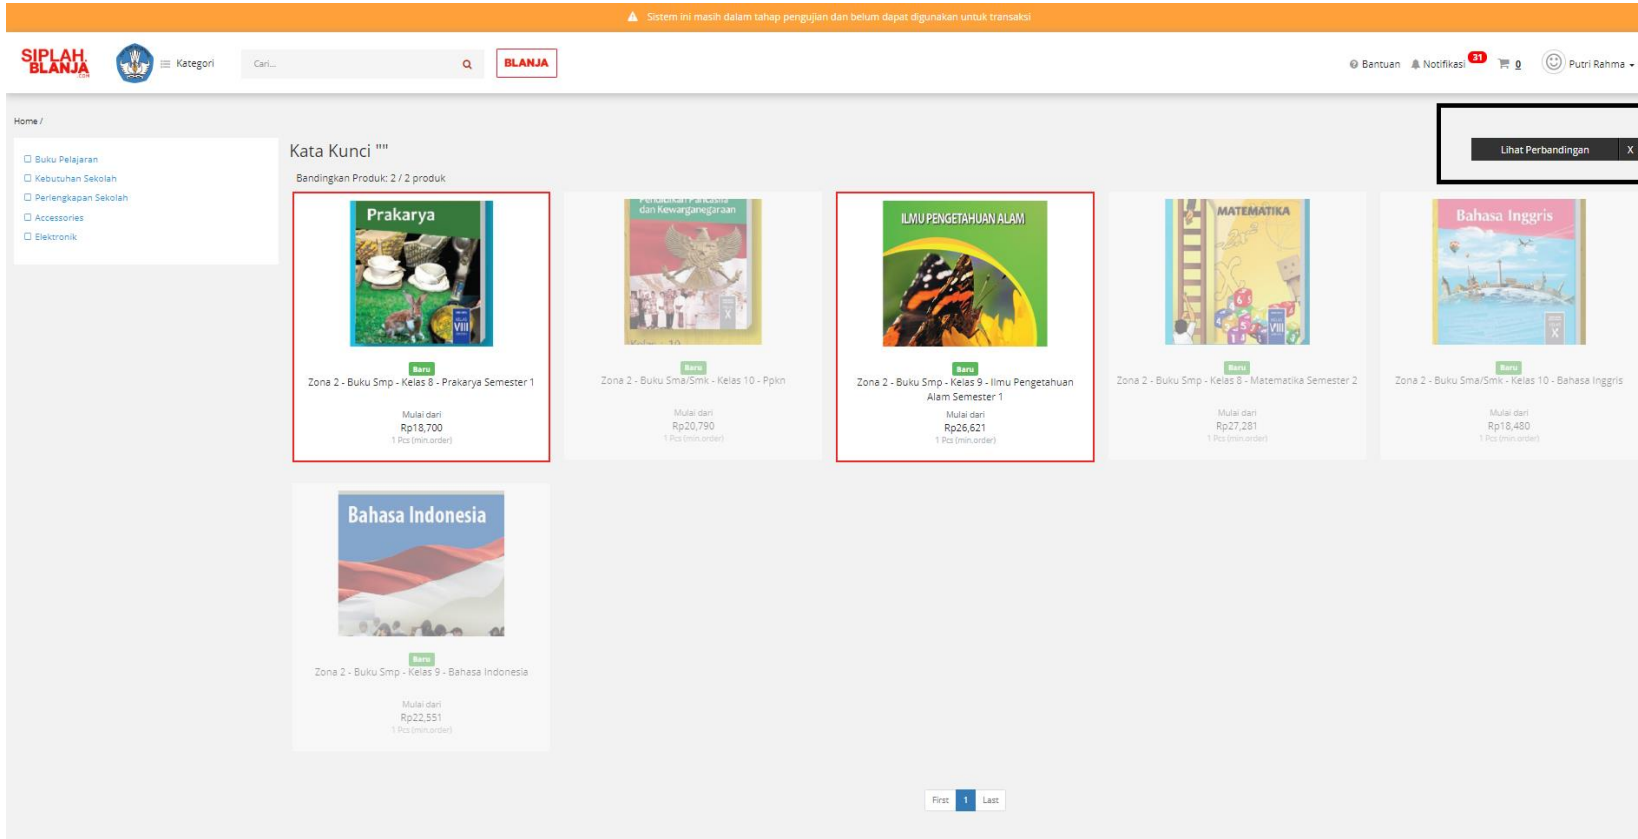 Sistem ini masih dalam tahap pengujian dan belum dapat digunakan untuk transaksi
SIPLAH.
BLANJA
.com
Kategori
Cari...
BLANJA
Bantuan
Notifikasi 31
0
Putri Rahma
Home /
Buku Pelajaran
Kebutuhan Sekolah
Perlengkapan Sekolah
Accessories
Elektronik
Kata Kunci ""
Bandingkan Produk: 2 / 2 produk
Lihat Perbandingan X
Prakarya
VIII
Baru
Zona 2 - Buku Smp - Kelas 8 - Prakarya Semester 1
Mulai dari
Rp18,700
1 Pcs (min.order)
Pendidikan Pancasila
dan Kewarganegaraan
X
Baru
Zona 2 - Buku Sma/Smk - Kelas 10 - Ppkn
Mulai dari
Rp20,790
1 Pcs (min.order)
ILMU PENGETAHUAN ALAM
Baru
Zona 2 - Buku Smp - Kelas 9 - Ilmu Pengetahuan
Alam Semester 1
Mulai dari
Rp26,621
1 Pcs (min.order)
MATEMATIKA
VIII
Baru
Zona 2 - Buku Smp - Kelas 8 - Matematika Semester 2
Mulai dari
Rp27,281
1 Pcs (min.order)
Bahasa Inggris
X
Baru
Zona 2 - Buku Sma/Smk - Kelas 10 - Bahasa Inggris
Mulai dari
Rp18,480
1 Pcs (min.order)
Bahasa Indonesia
Baru
Zona 2 - Buku Smp - Kelas 9 - Bahasa Indonesia
Mulai dari
Rp22,551
1 Pcs (min.order)
First 1 Last